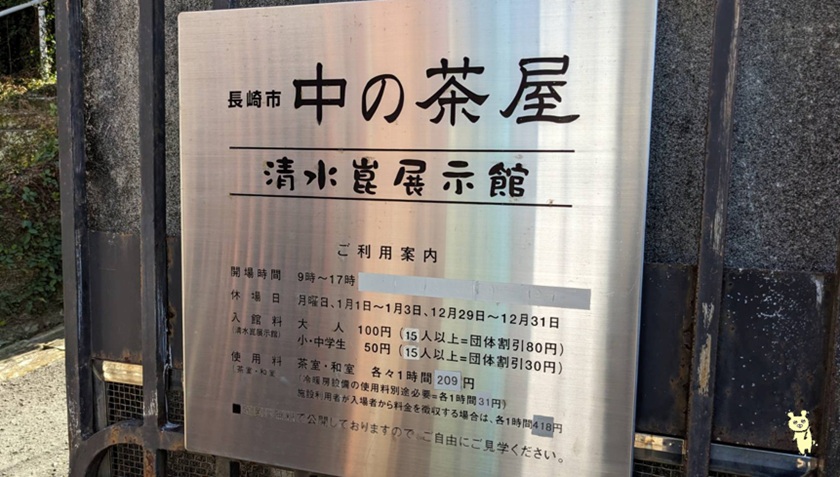 長崎市 中の茶屋
清水崑展示館
ご利用案内
開場時間 9時〜17時
休場日 月曜日、1月1日〜1月3日、12月29日〜12月31日
入館料 大人 100円(15人以上=団体割引80円)
(清水崑展示館) 小・中学生 50円(15人以上=団体割引30円)
使用料 茶室・和室 各々1時間 209円
(茶室・和室) (冷暖房設備の使用料別途必要=各1時間31円)
施設利用者が入場者から料金を徴収する場合は、各1時間418円
■ で公開しておりますので、ご自由にご見学ください。